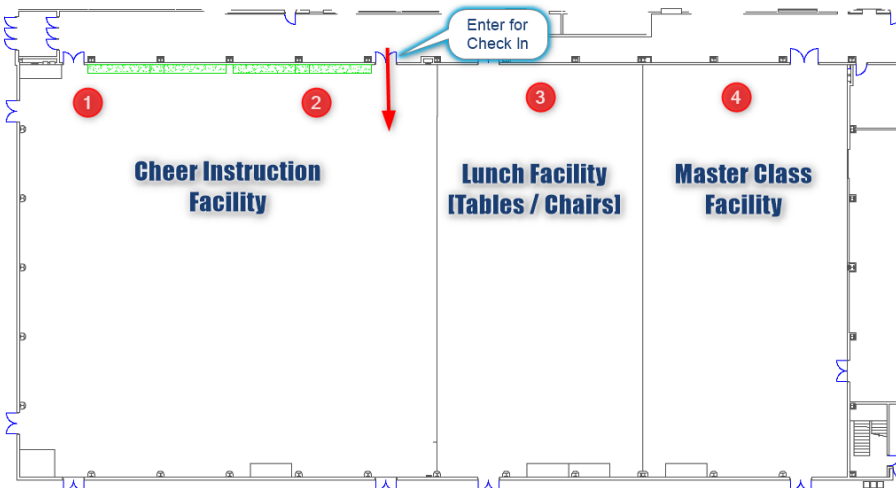 Enter for
Check In
1
2
3
4
Cheer Instruction
Facility
Lunch Facility
[Tables / Chairs]
Master Class
Facility